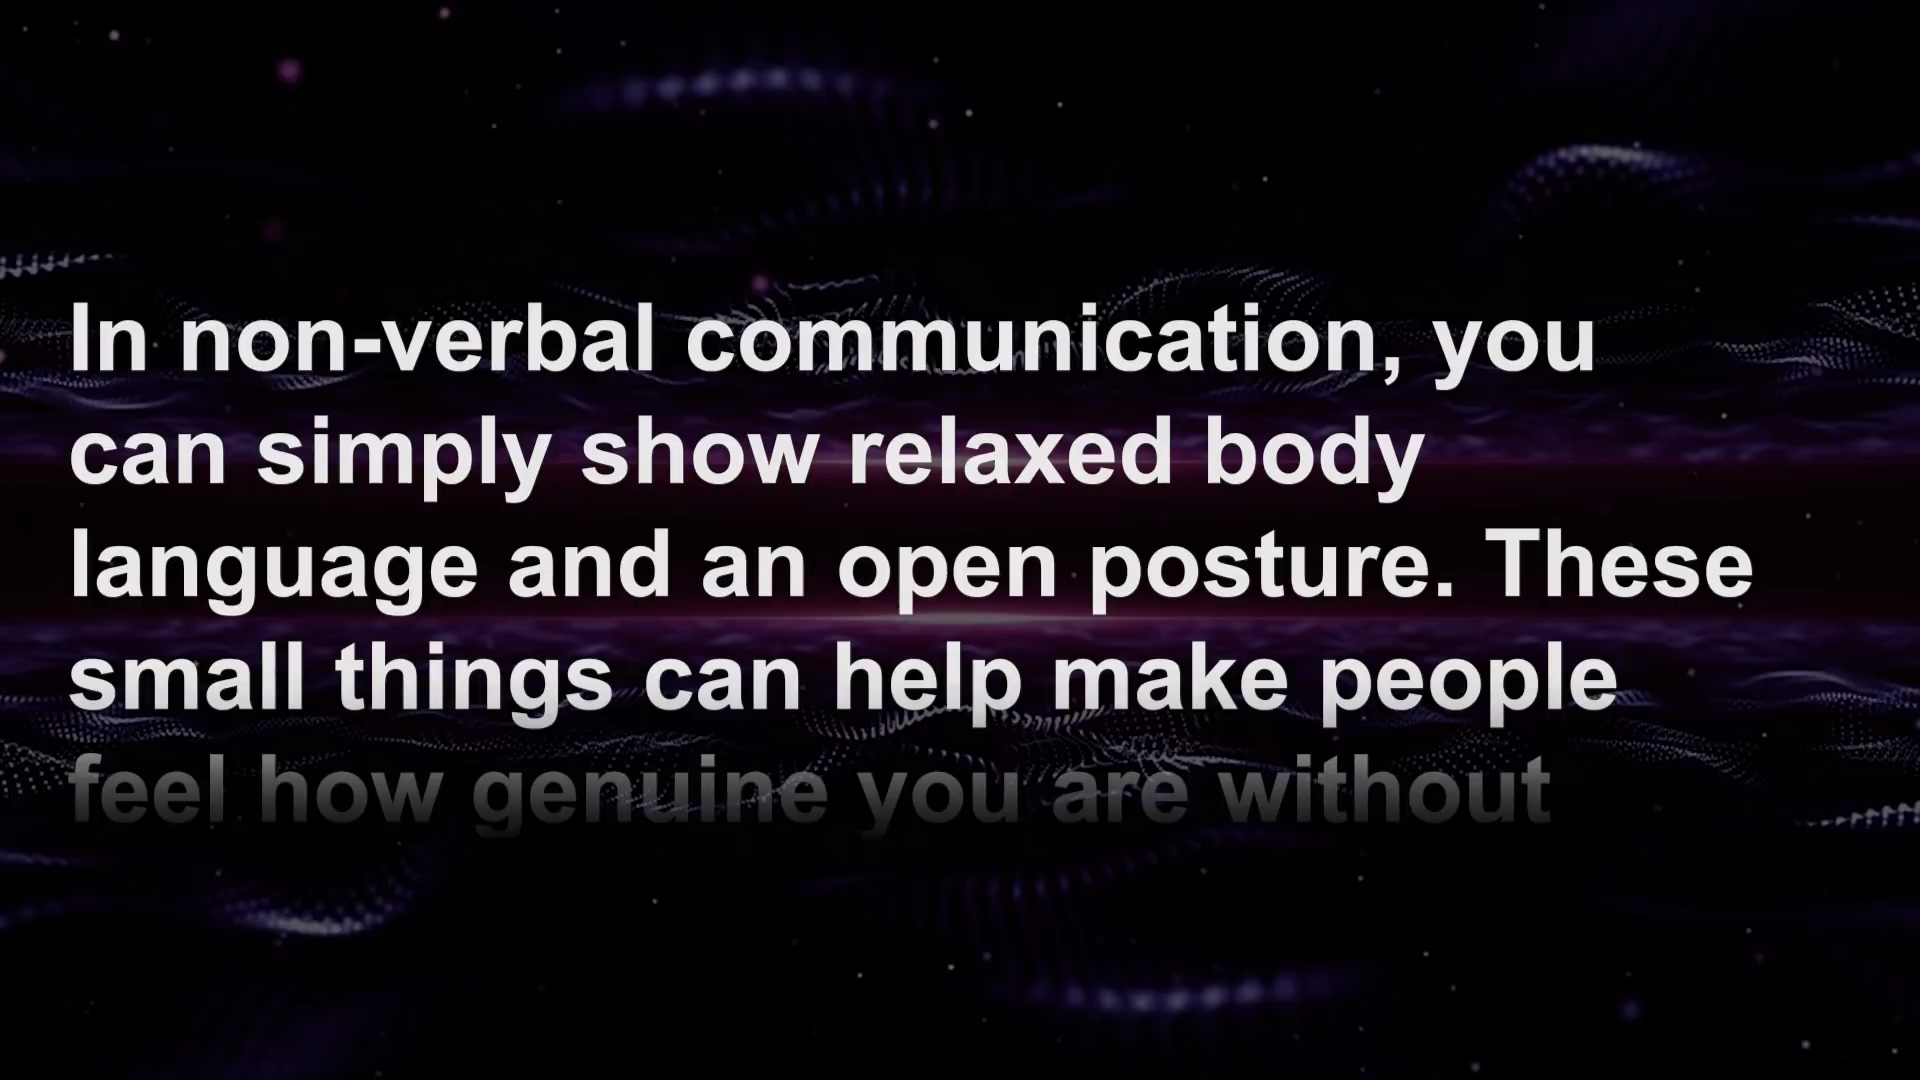 In non-verbal communication, you
can simply show relaxed body
language and an open posture. These
small things can help make people
feel how genuine you are without